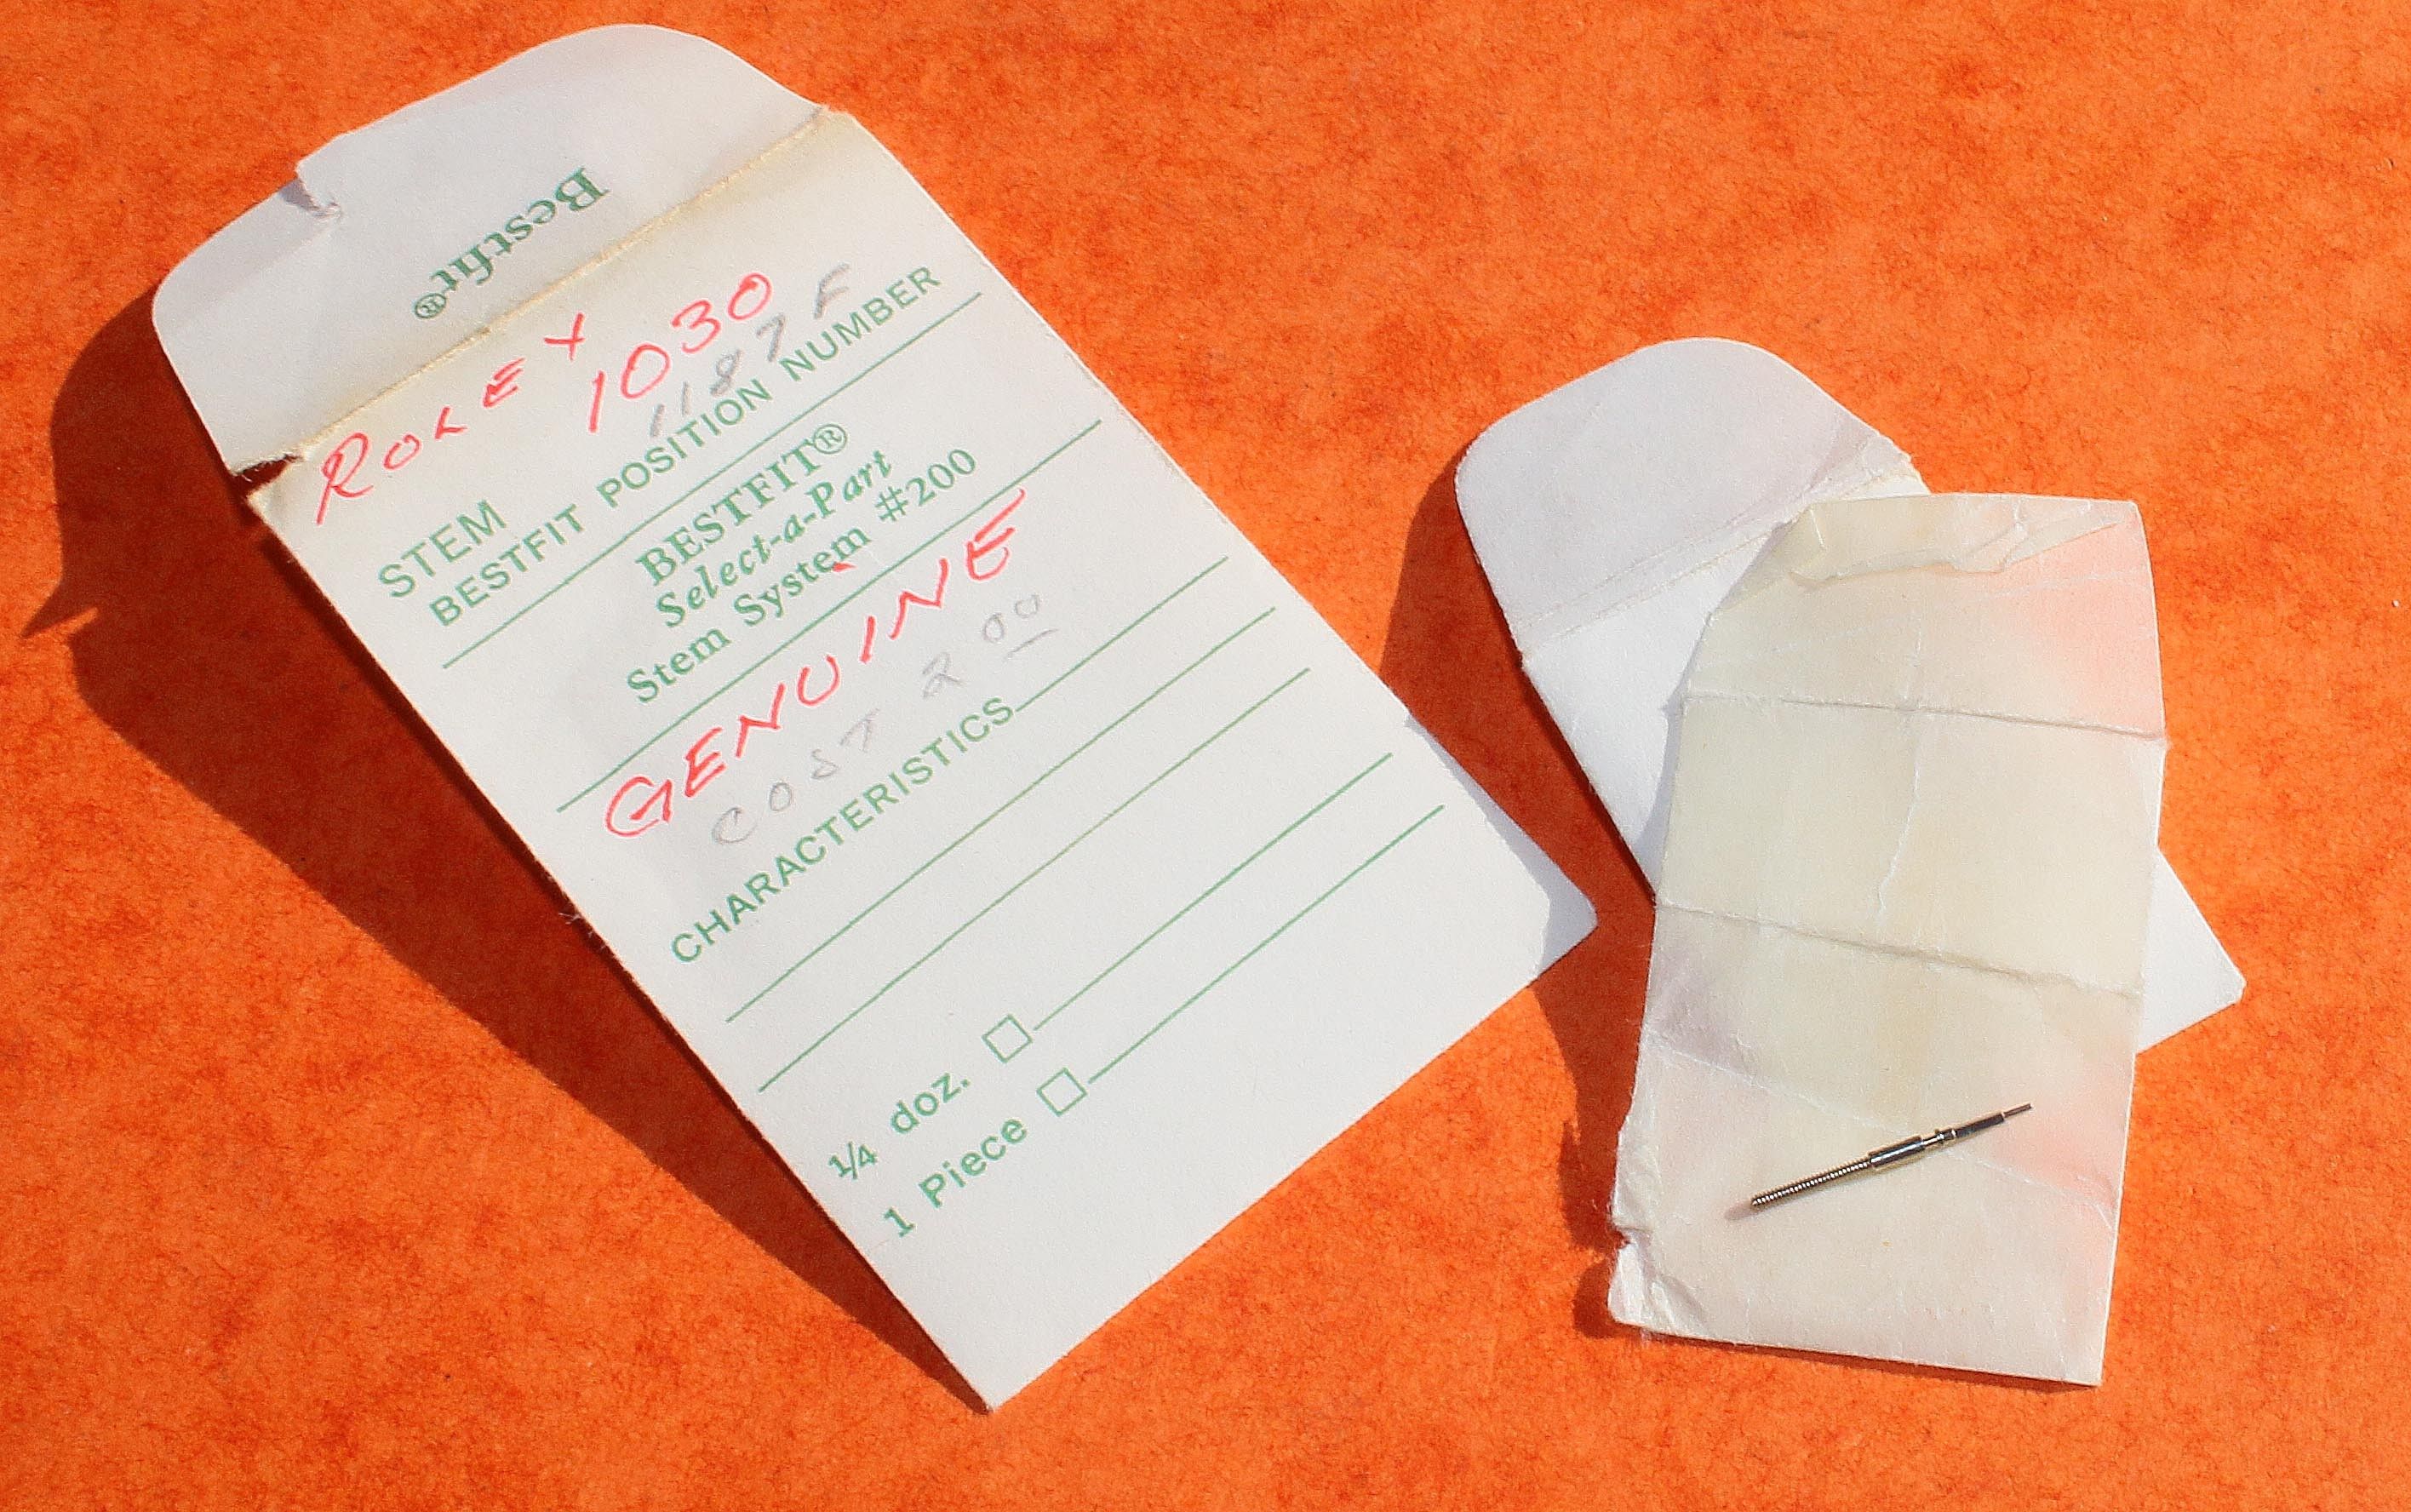 Bestfit®
ROLEX 1030
1187 F
STEM
BESTFIT POSITION NUMBER
BESTFIT®
Select-a-Part
Stem System #200
GENUINE
COST 2 00
CHARACTERISTICS
1/4 doz.
1 Piece